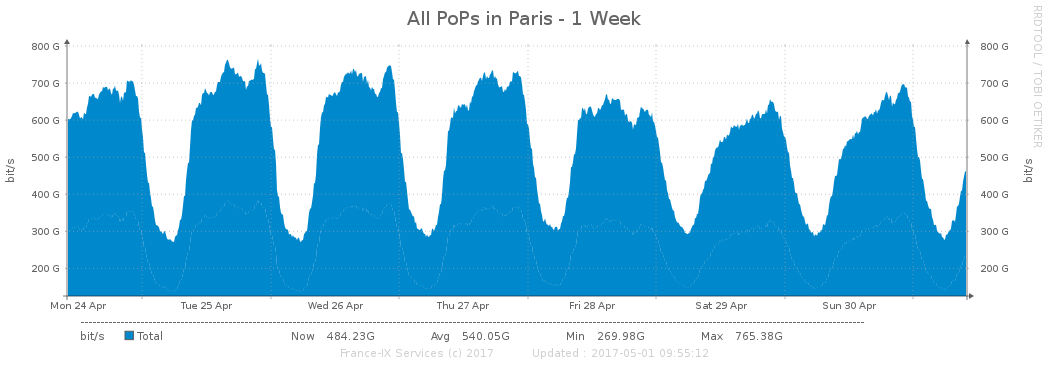 All PoPs in Paris - 1 Week
RRDTOOL / TOBI OETIKER
bit/s
800 G
700 G
600 G
500 G
400 G
300 G
200 G
800 G
700 G
600 G
500 G
400 G
300 G
200 G
bit/s
Mon 24 Apr Tue 25 Apr Wed 26 Apr Thu 27 Apr Fri 28 Apr Sat 29 Apr Sun 30 Apr
bit/s Total Now 484.23G Avg 540.05G Min 269.98G Max 765.38G
France-IX Services (c) 2017 Updated : 2017-05-01 09:55:12